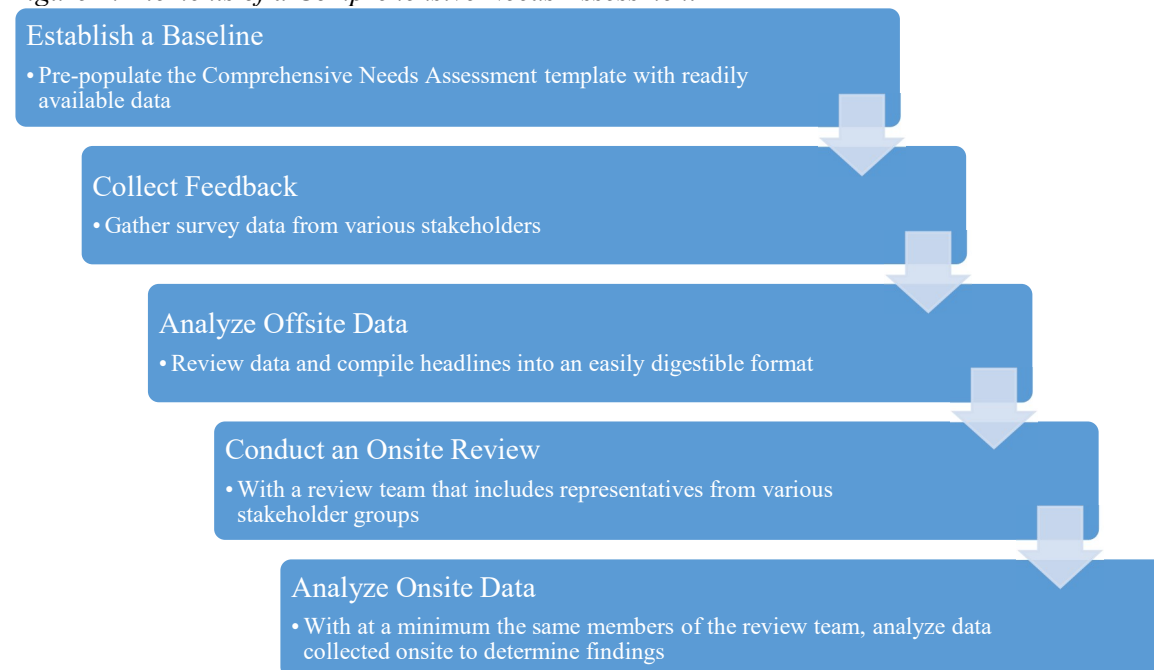 Establish a Baseline
• Pre-populate the Comprehensive Needs Assessment template with readily
available data
Collect Feedback
• Gather survey data from various stakeholders
Analyze Offsite Data
• Review data and compile headlines into an easily digestible format
Conduct an Onsite Review
• With a review team that includes representatives from various
stakeholder groups
Analyze Onsite Data
• With at a minimum the same members of the review team, analyze data
collected onsite to determine findings